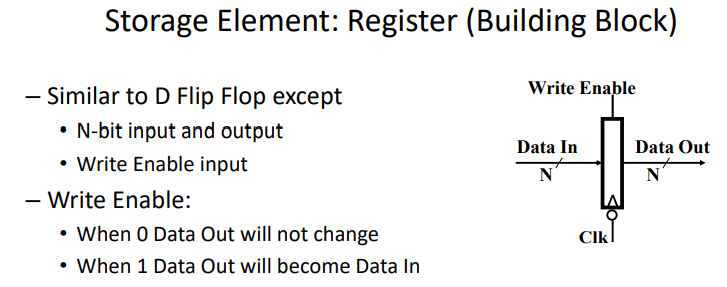 Storage Element: Register (Building Block)
– Similar to D Flip Flop except
• N-bit input and output
• Write Enable input
– Write Enable:
• When 0 Data Out will not change
• When 1 Data Out will become Data In
Write Enable
Data In
Data Out
N
N
Clk